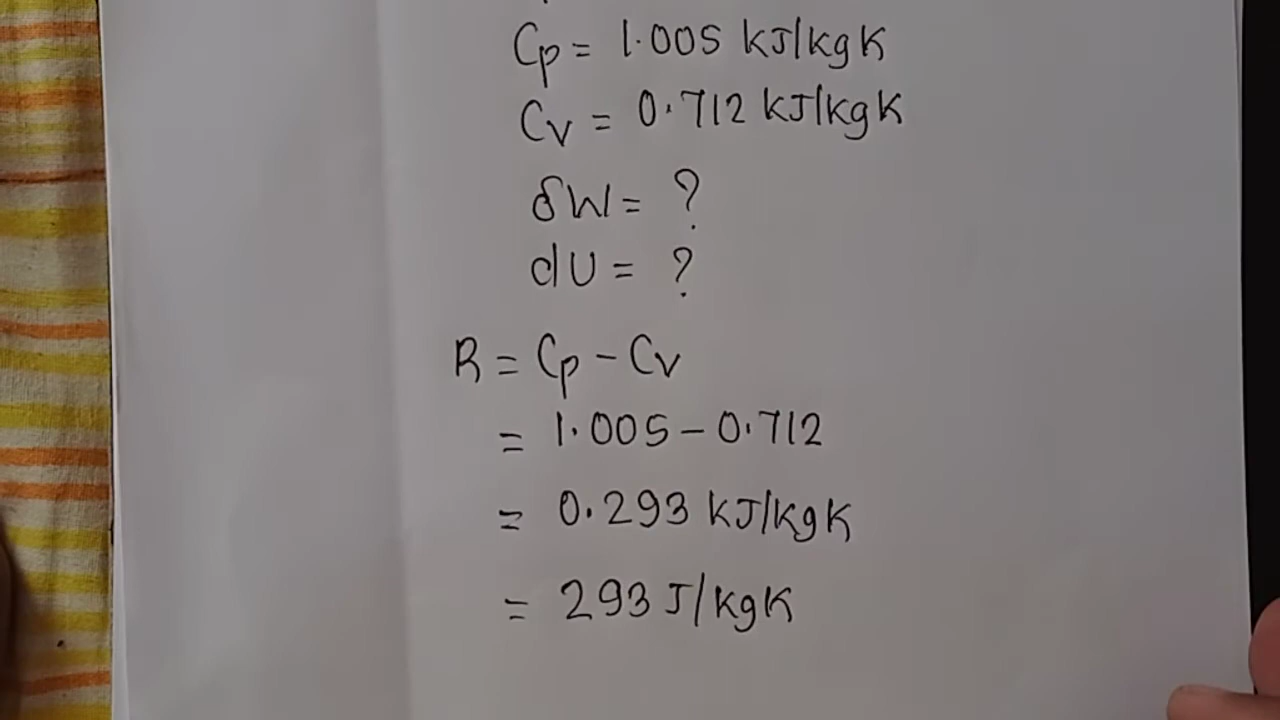 Cp = 1.005 kJ/kgK
Cv = 0.712 kJ/kgK
δW = ?
dU = ?
R = Cp - Cv
= 1.005 - 0.712
= 0.293 kJ/kgK
= 293 J/kgK